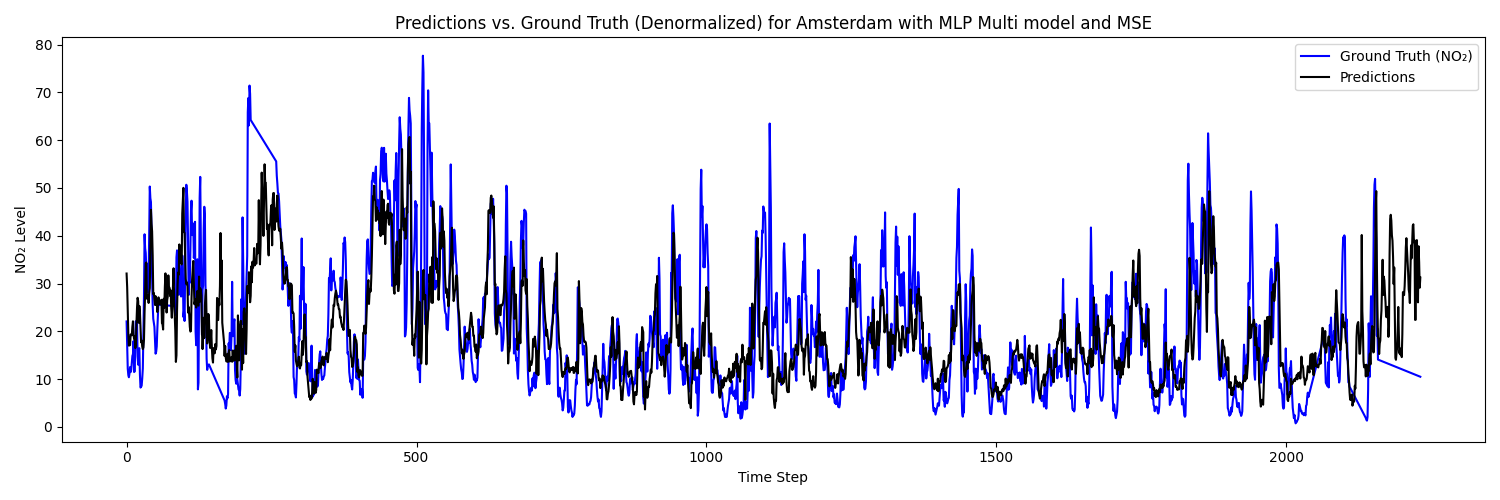 Predictions vs. Ground Truth (Denormalized) for Amsterdam with MLP Multi model and MSE
Ground Truth (NO₂)
Predictions
NO₂ Level
80
70
60
50
40
30
20
10
0
0 500 1000 1500 2000
Time Step